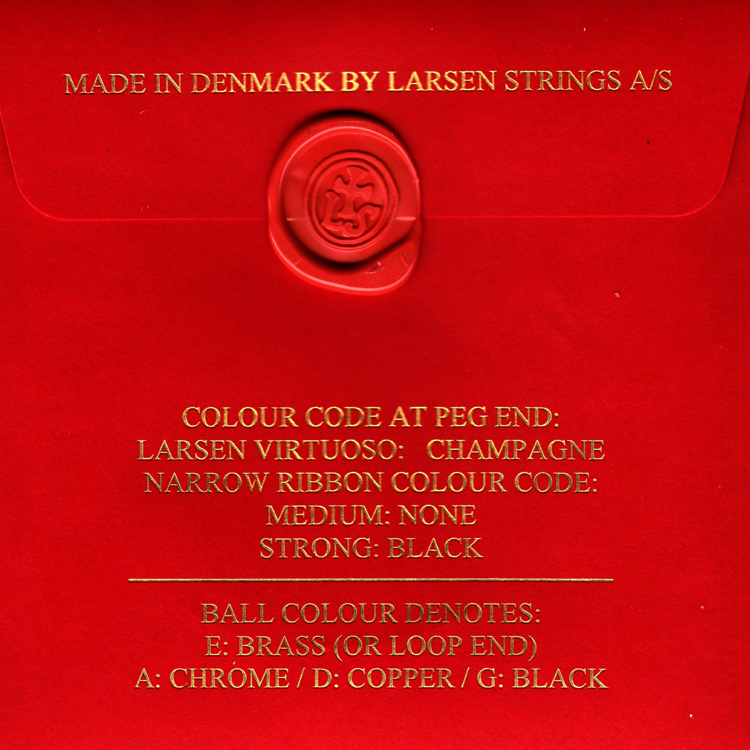 MADE IN DENMARK BY LARSEN STRINGS A/S
LS
COLOUR CODE AT PEG END:
LARSEN VIRTUOSO: CHAMPAGNE
NARROW RIBBON COLOUR CODE:
MEDIUM: NONE
STRONG: BLACK
BALL COLOUR DENOTES:
E: BRASS (OR LOOP END)
A: CHROME / D: COPPER / G: BLACK